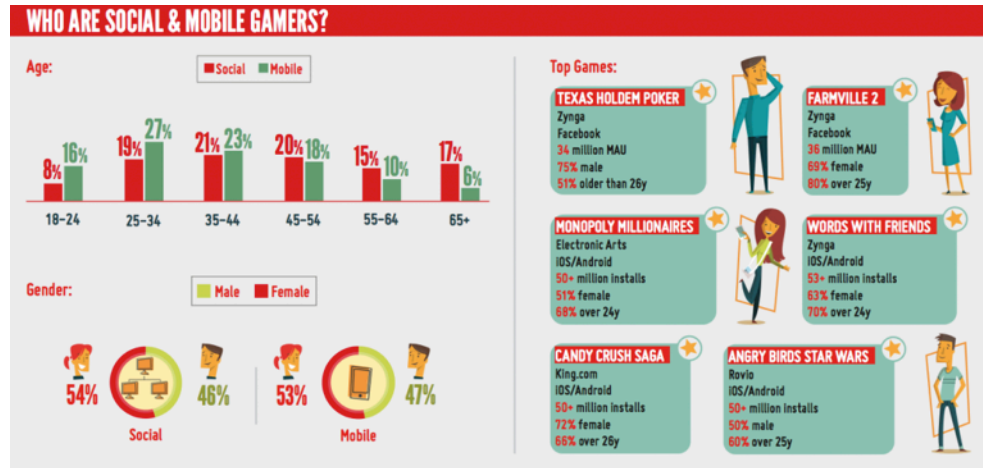 WHO ARE SOCIAL & MOBILE GAMERS?
Age:
Social Mobile
8% 16% 19% 27% 21% 23% 20% 18% 15% 10% 17% 6%
18-24 25-34 35-44 45-54 55-64 65+
Gender:
Male Female
54% 46% 53% 47%
Social Mobile
Top Games:
TEXAS HOLDEM POKER
Zynga
Facebook
34 million MAU
75% male
51% older than 26y
FARMVILLE 2
Zynga
Facebook
36 million MAU
69% female
80% over 25y
MONOPOLY MILLIONAIRES
Electronic Arts
iOS/Android
50+ million installs
51% female
68% over 24y
WORDS WITH FRIENDS
Zynga
iOS/Android
53+ million installs
63% female
70% over 24y
CANDY CRUSH SAGA
King.com
iOS/Android
50+ million installs
72% female
66% over 26y
ANGRY BIRDS STAR WARS
Rovio
iOS/Android
50+ million installs
50% male
60% over 25y